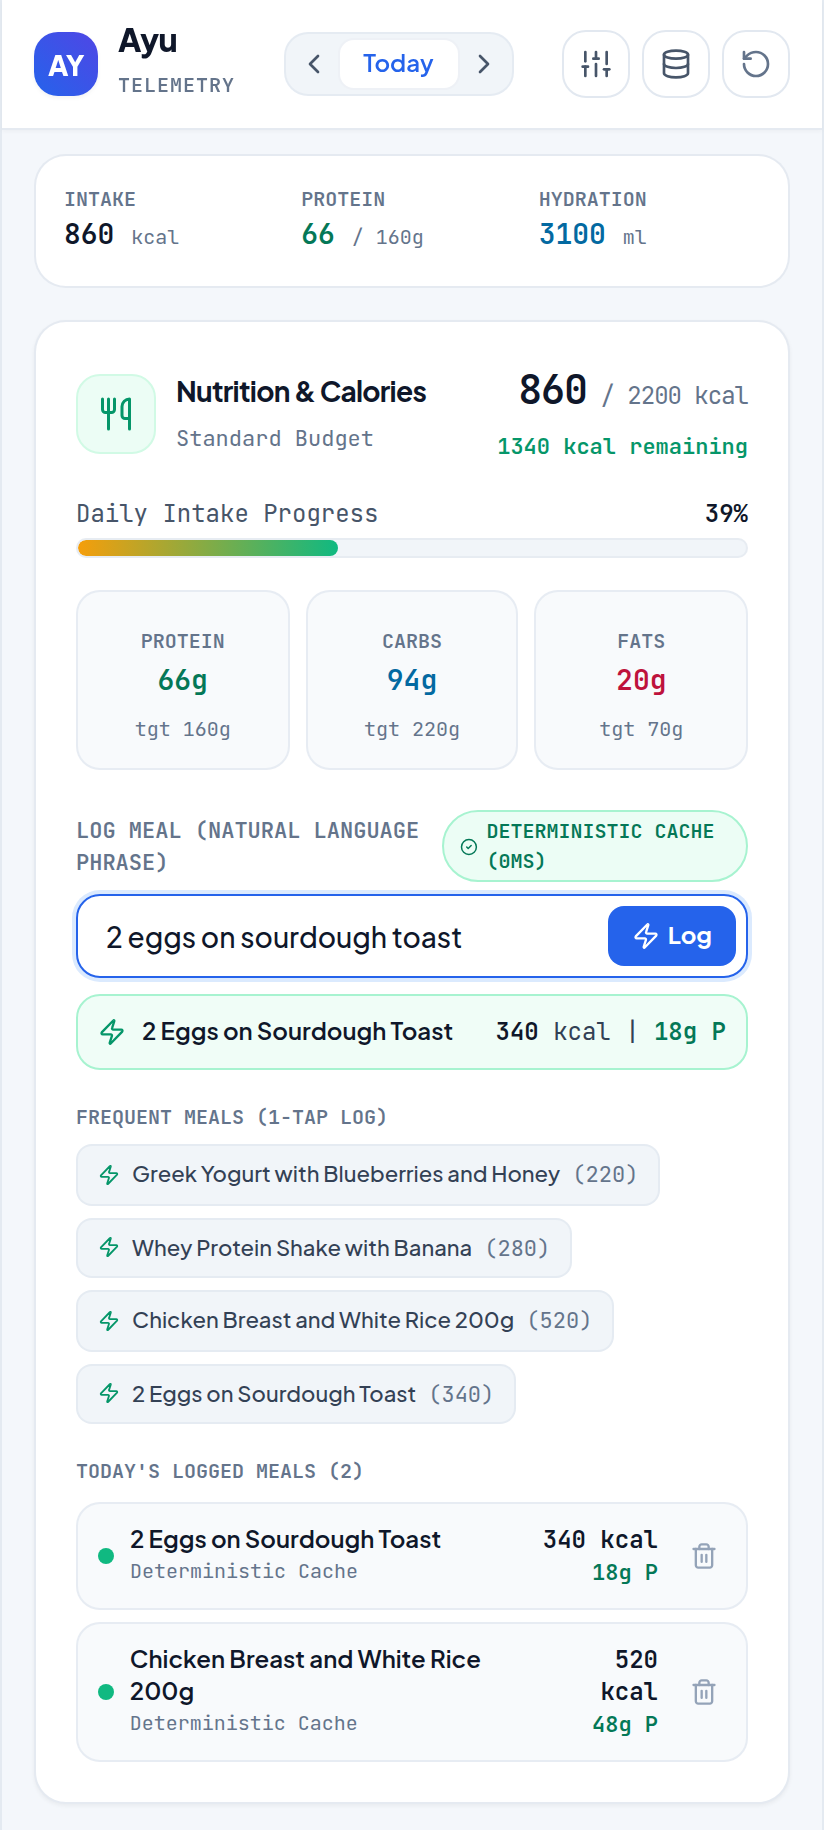 AY
Ayu
TELEMETRY
Today
INTAKE
860 kcal
PROTEIN
66 / 160g
HYDRATION
3100 ml
Nutrition & Calories
Standard Budget
860 / 2200 kcal
1340 kcal remaining
Daily Intake Progress
39%
PROTEIN
66g
tgt 160g
CARBS
94g
tgt 220g
FATS
20g
tgt 70g
LOG MEAL (NATURAL LANGUAGE
PHRASE)
DETERMINISTIC CACHE
(0MS)
2 eggs on sourdough toast
Log
2 Eggs on Sourdough Toast
340 kcal | 18g P
FREQUENT MEALS (1-TAP LOG)
Greek Yogurt with Blueberries and Honey (220)
Whey Protein Shake with Banana (280)
Chicken Breast and White Rice 200g (520)
2 Eggs on Sourdough Toast (340)
TODAY'S LOGGED MEALS (2)
2 Eggs on Sourdough Toast
Deterministic Cache
340 kcal
18g P
Chicken Breast and White Rice
200g
Deterministic Cache
520
kcal
48g P